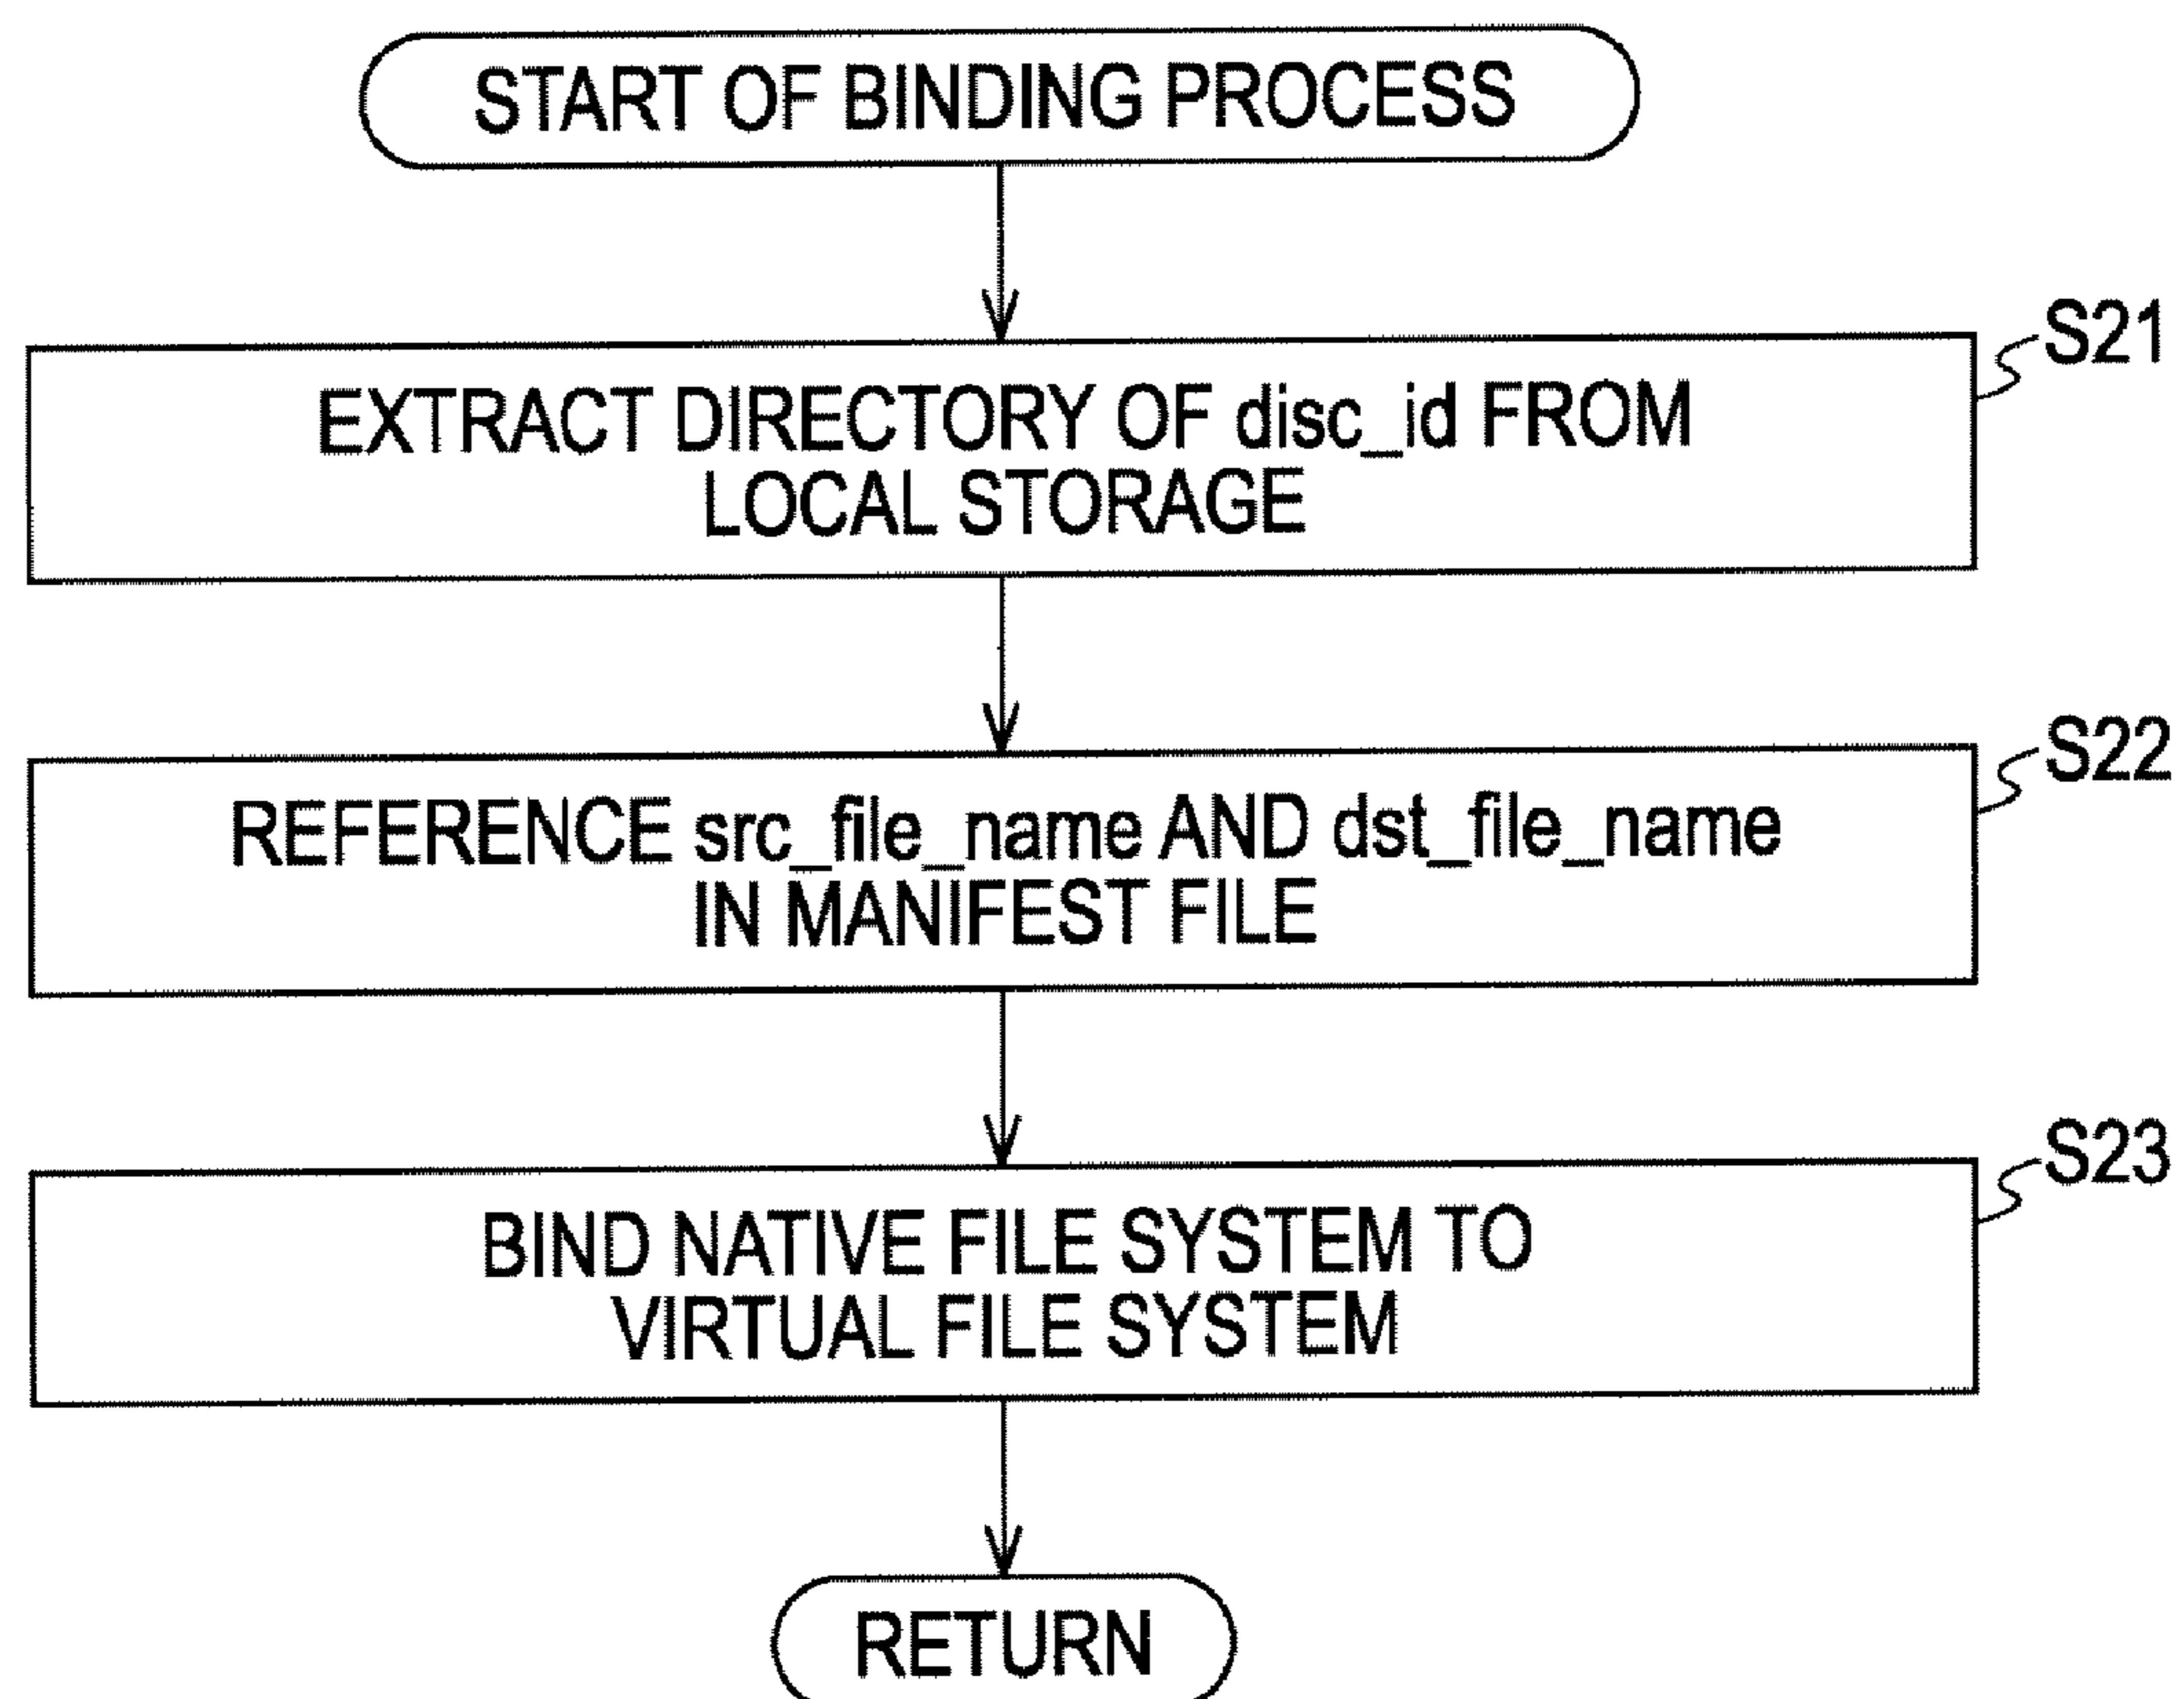 START OF BINDING PROCESS
S21
EXTRACT DIRECTORY OF disc_id FROM
LOCAL STORAGE
S22
REFERENCE src_file_name AND dst_file_name
IN MANIFEST FILE
S23
BIND NATIVE FILE SYSTEM TO
VIRTUAL FILE SYSTEM
RETURN